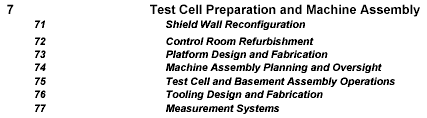 7 Test Cell Preparation and Machine Assembly
71 Shield Wall Reconfiguration
72 Control Room Refurbishment
73 Platform Design and Fabrication
74 Machine Assembly Planning and Oversight
75 Test Cell and Basement Assembly Operations
76 Tooling Design and Fabrication
77 Measurement Systems